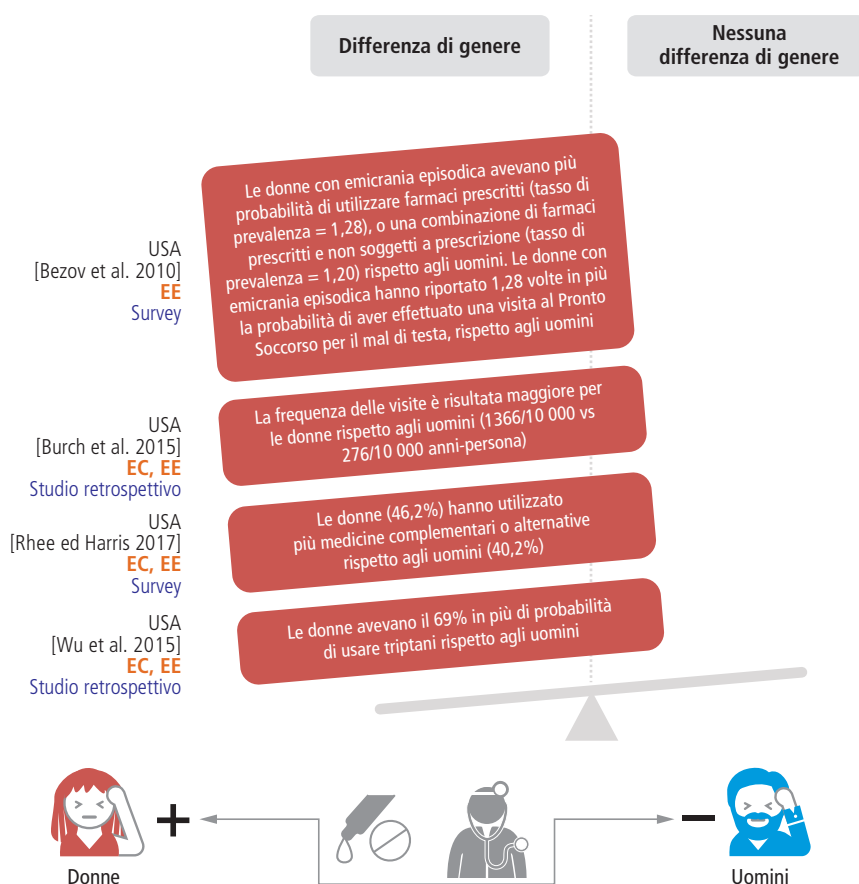 Differenza di genere
Nessuna
differenza di genere
USA
[Bezov et al. 2010]
EE
Survey
Le donne con emicrania episodica avevano più
probabilità di utilizzare farmaci prescritti (tasso di
prevalenza = 1,28), o una combinazione di farmaci
prescritti e non soggetti a prescrizione (tasso di
prevalenza = 1,20) rispetto agli uomini. Le donne con
emicrania episodica hanno riportato 1,28 volte in più
la probabilità di aver effettuato una visita al Pronto
Soccorso per il mal di testa, rispetto agli uomini
USA
[Burch et al. 2015]
EC, EE
Studio retrospettivo
La frequenza delle visite è risultata maggiore per
le donne rispetto agli uomini (1366/10 000 vs
276/10 000 anni-persona)
USA
[Rhee ed Harris 2017]
EC, EE
Survey
Le donne (46,2%) hanno utilizzato
più medicine complementari o alternative
rispetto agli uomini (40,2%)
USA
[Wu et al. 2015]
EC, EE
Studio retrospettivo
Le donne avevano il 69% in più di probabilità
di usare triptani rispetto agli uomini
Donne
Uomini